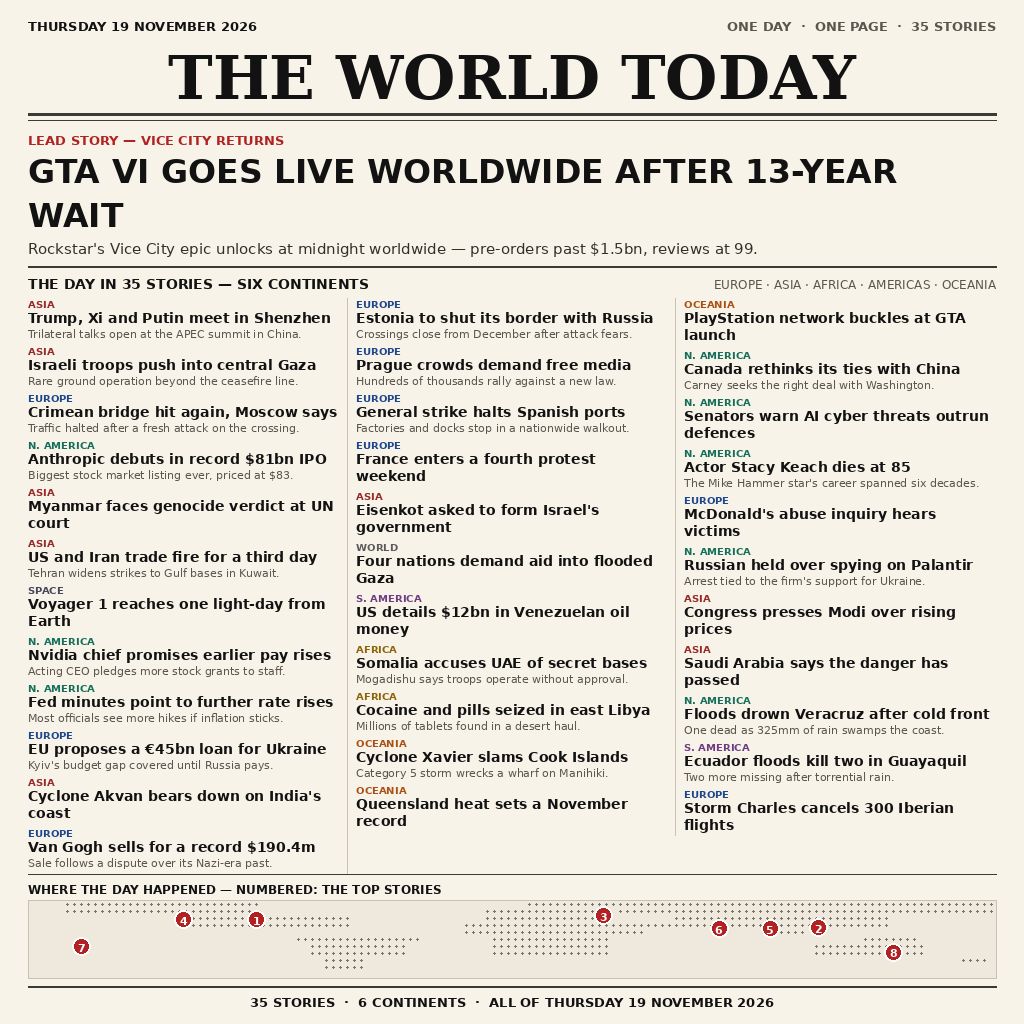 THURSDAY 19 NOVEMBER 2026
ONE DAY · ONE PAGE · 35 STORIES
THE WORLD TODAY
LEAD STORY — VICE CITY RETURNS
GTA VI GOES LIVE WORLDWIDE AFTER 13-YEAR
WAIT
Rockstar's Vice City epic unlocks at midnight worldwide — pre-orders past $1.5bn, reviews at 99.
THE DAY IN 35 STORIES — SIX CONTINENTS
EUROPE · ASIA · AFRICA · AMERICAS · OCEANIA
ASIA
Trump, Xi and Putin meet in Shenzhen
Trilateral talks open at the APEC summit in China.
ASIA
Israeli troops push into central Gaza
Rare ground operation beyond the ceasefire line.
EUROPE
Crimean bridge hit again, Moscow says
Traffic halted after a fresh attack on the crossing.
N. AMERICA
Anthropic debuts in record $81bn IPO
Biggest stock market listing ever, priced at $83.
ASIA
Myanmar faces genocide verdict at UN
court
ASIA
US and Iran trade fire for a third day
Tehran widens strikes to Gulf bases in Kuwait.
SPACE
Voyager 1 reaches one light-day from
Earth
N. AMERICA
Nvidia chief promises earlier pay rises
Acting CEO pledges more stock grants to staff.
N. AMERICA
Fed minutes point to further rate rises
Most officials see more hikes if inflation sticks.
EUROPE
EU proposes a €45bn loan for Ukraine
Kyiv's budget gap covered until Russia pays.
ASIA
Cyclone Akvan bears down on India's
coast
EUROPE
Van Gogh sells for a record $190.4m
Sale follows a dispute over its Nazi-era past.
EUROPE
Estonia to shut its border with Russia
Crossings close from December after attack fears.
EUROPE
Prague crowds demand free media
Hundreds of thousands rally against a new law.
EUROPE
General strike halts Spanish ports
Factories and docks stop in a nationwide walkout.
EUROPE
France enters a fourth protest
weekend
ASIA
Eisenkot asked to form Israel's
government
WORLD
Four nations demand aid into flooded
Gaza
S. AMERICA
US details $12bn in Venezuelan oil
money
AFRICA
Somalia accuses UAE of secret bases
Mogadishu says troops operate without approval.
AFRICA
Cocaine and pills seized in east Libya
Millions of tablets found in a desert haul.
OCEANIA
Cyclone Xavier slams Cook Islands
Category 5 storm wrecks a wharf on Manihiki.
OCEANIA
Queensland heat sets a November
record
OCEANIA
PlayStation network buckles at GTA
launch
N. AMERICA
Canada rethinks its ties with China
Carney seeks the right deal with Washington.
N. AMERICA
Senators warn AI cyber threats outrun
defences
N. AMERICA
Actor Stacy Keach dies at 85
The Mike Hammer star's career spanned six decades.
EUROPE
McDonald's abuse inquiry hears
victims
N. AMERICA
Russian held over spying on Palantir
Arrest tied to the firm's support for Ukraine.
ASIA
Congress presses Modi over rising
prices
ASIA
Saudi Arabia says the danger has
passed
N. AMERICA
Floods drown Veracruz after cold front
One dead as 325mm of rain swamps the coast.
S. AMERICA
Ecuador floods kill two in Guayaquil
Two more missing after torrential rain.
EUROPE
Storm Charles cancels 300 Iberian
flights
WHERE THE DAY HAPPENED — NUMBERED: THE TOP STORIES
4
1
3
6
5
2
7
8
35 STORIES · 6 CONTINENTS · ALL OF THURSDAY 19 NOVEMBER 2026